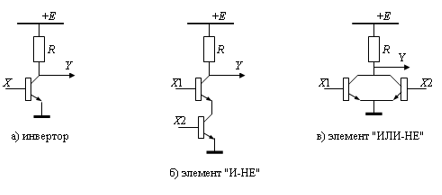 +E
+E
+E
R
R
R
Y
X
Y
X1
X2
Y
X1
X2
а) инвертор
б) элемент "И-НЕ"
в) элемент "ИЛИ-НЕ"